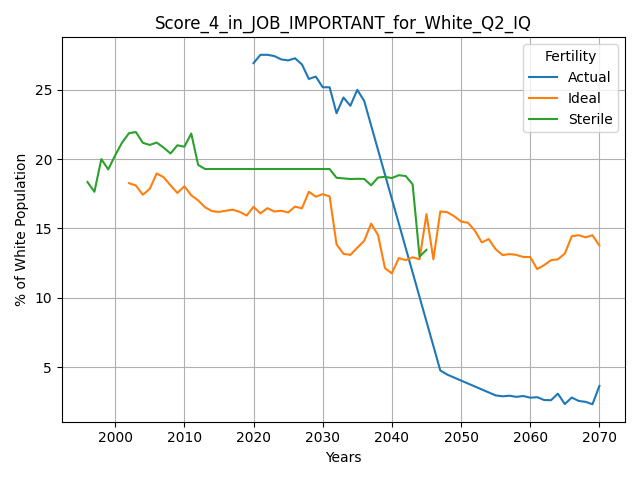 Score_4_in_JOB_IMPORTANT_for_White_Q2_IQ
Fertility
Actual
Ideal
Sterile
% of White Population
25
20
15
10
5
2000 2010 2020 2030 2040 2050 2060 2070
Years